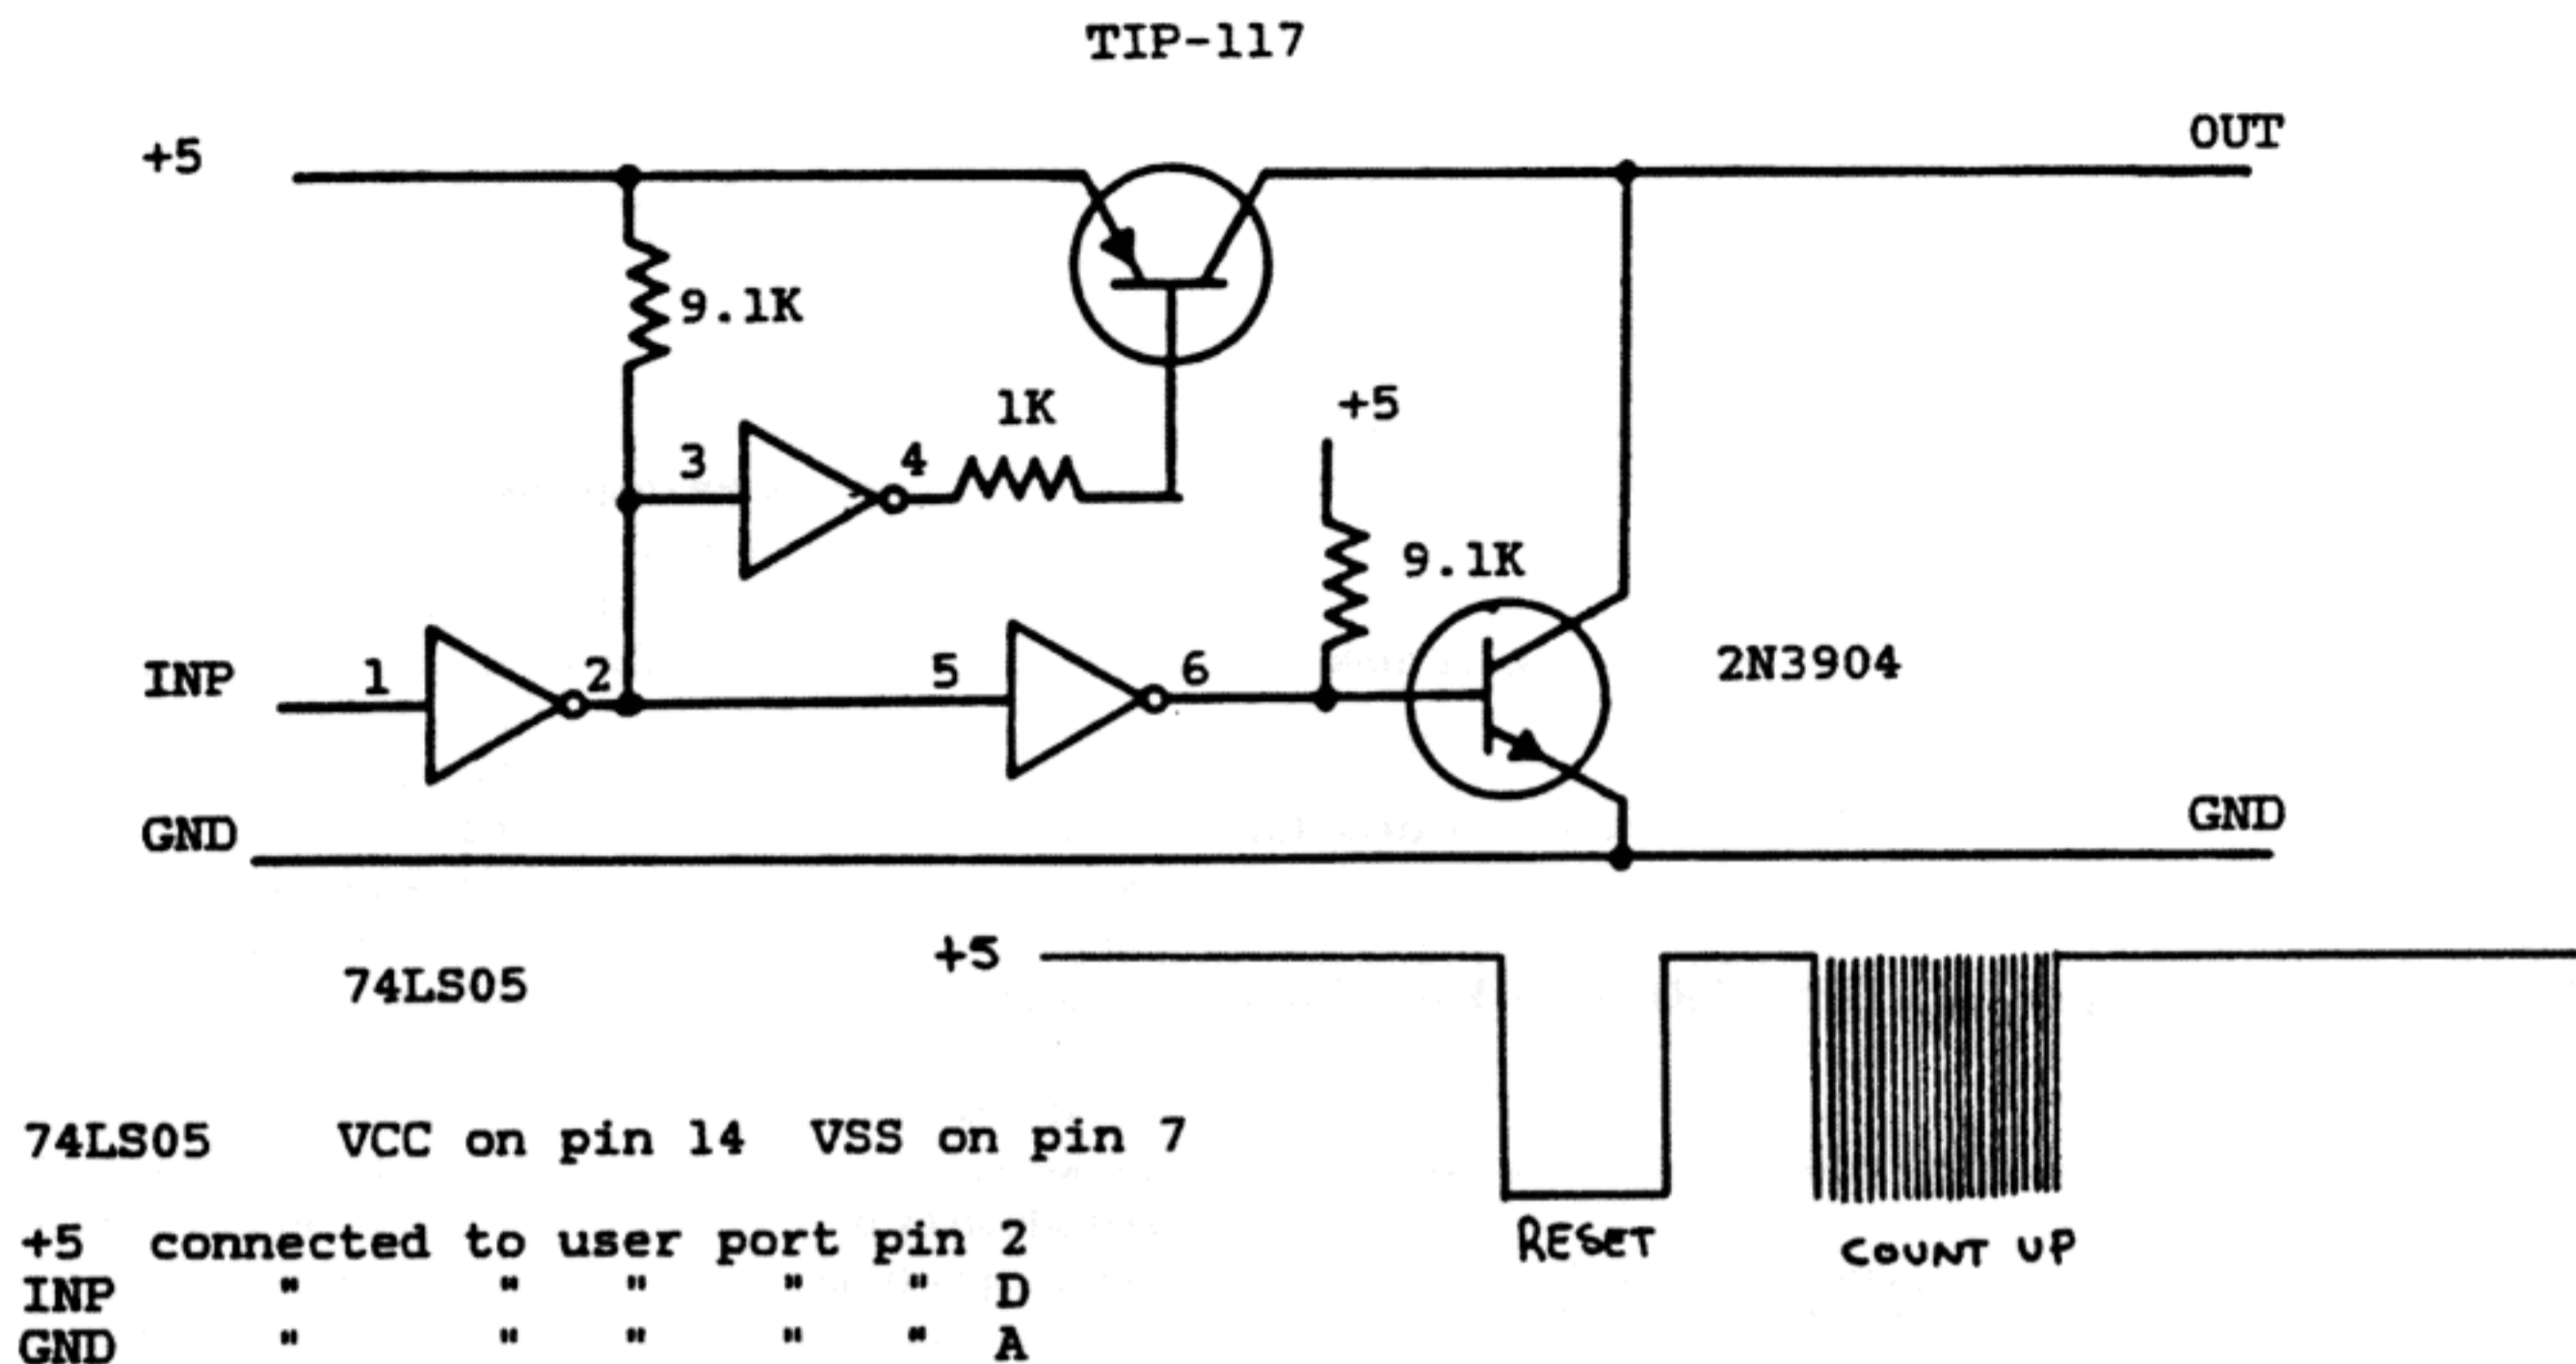 TIP-117
+5
OUT
9.1K
1K
+5
3
4
9.1K
INP
1
2
5
6
2N3904
GND
GND
+5
74LS05
RESET
COUNT UP
74LS05 VCC on pin 14 VSS on pin 7
+5 connected to user port pin 2
INP " " " " " D
GND " " " " " A